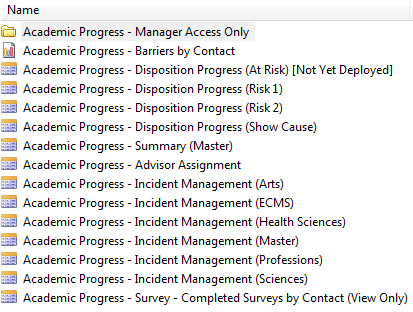 Name
Academic Progress - Manager Access Only
Academic Progress - Barriers by Contact
Academic Progress - Disposition Progress (At Risk) [Not Yet Deployed]
Academic Progress - Disposition Progress (Risk 1)
Academic Progress - Disposition Progress (Risk 2)
Academic Progress - Disposition Progress (Show Cause)
Academic Progress - Summary (Master)
Academic Progress - Advisor Assignment
Academic Progress - Incident Management (Arts)
Academic Progress - Incident Management (ECMS)
Academic Progress - Incident Management (Health Sciences)
Academic Progress - Incident Management (Master)
Academic Progress - Incident Management (Professions)
Academic Progress - Incident Management (Sciences)
Academic Progress - Survey - Completed Surveys by Contact (View Only)